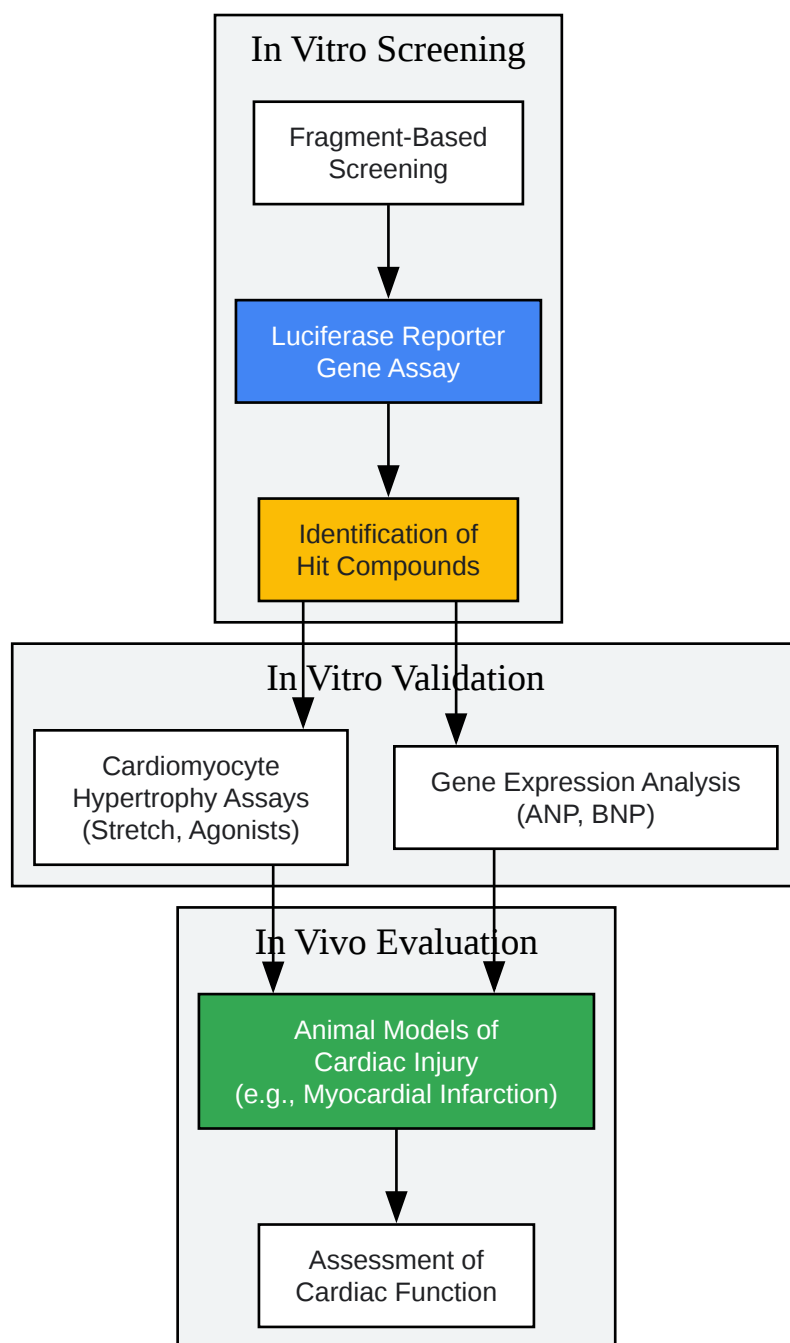 In Vitro Screening
Fragment-Based
Screening
Luciferase Reporter
Gene Assay
Identification of
Hit Compounds
In Vitro Validation
Cardiomyocyte
Hypertrophy Assays
(Stretch, Agonists)
Gene Expression Analysis
(ANP, BNP)
In Vivo Evaluation
Animal Models of
Cardiac Injury
(e.g., Myocardial Infarction)
Assessment of
Cardiac Function